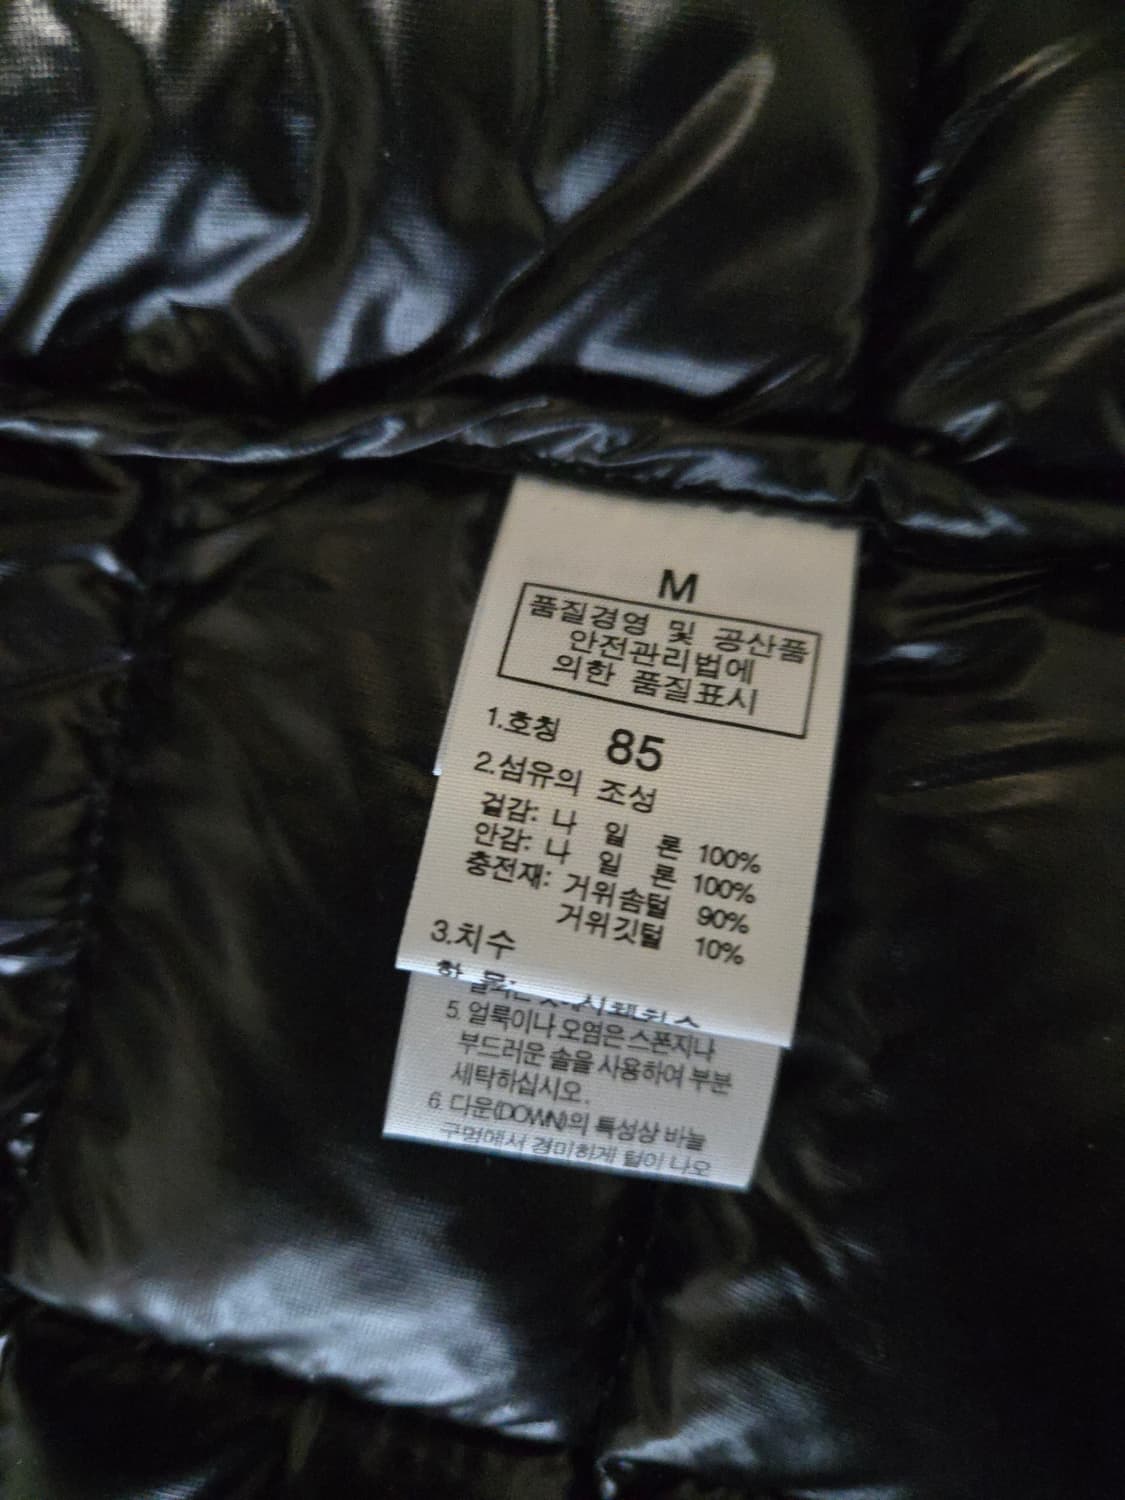 M
품질경영 및 공산품
안전관리법에
의한 품질표시
1.호칭 85
2.섬유의 조성
겉감: 나 일 론 100%
안감: 나 일 론 100%
충전재: 거위솜털 90%
거위깃털 10%
3.치수
항 목:
5. 얼룩이나 오염은 스폰지나
부드러운 솔을 사용하여 부분
세탁하십시오.
6. 다운(DOWN)의 특성상 바늘
구멍에서 경미하게 털이 나오